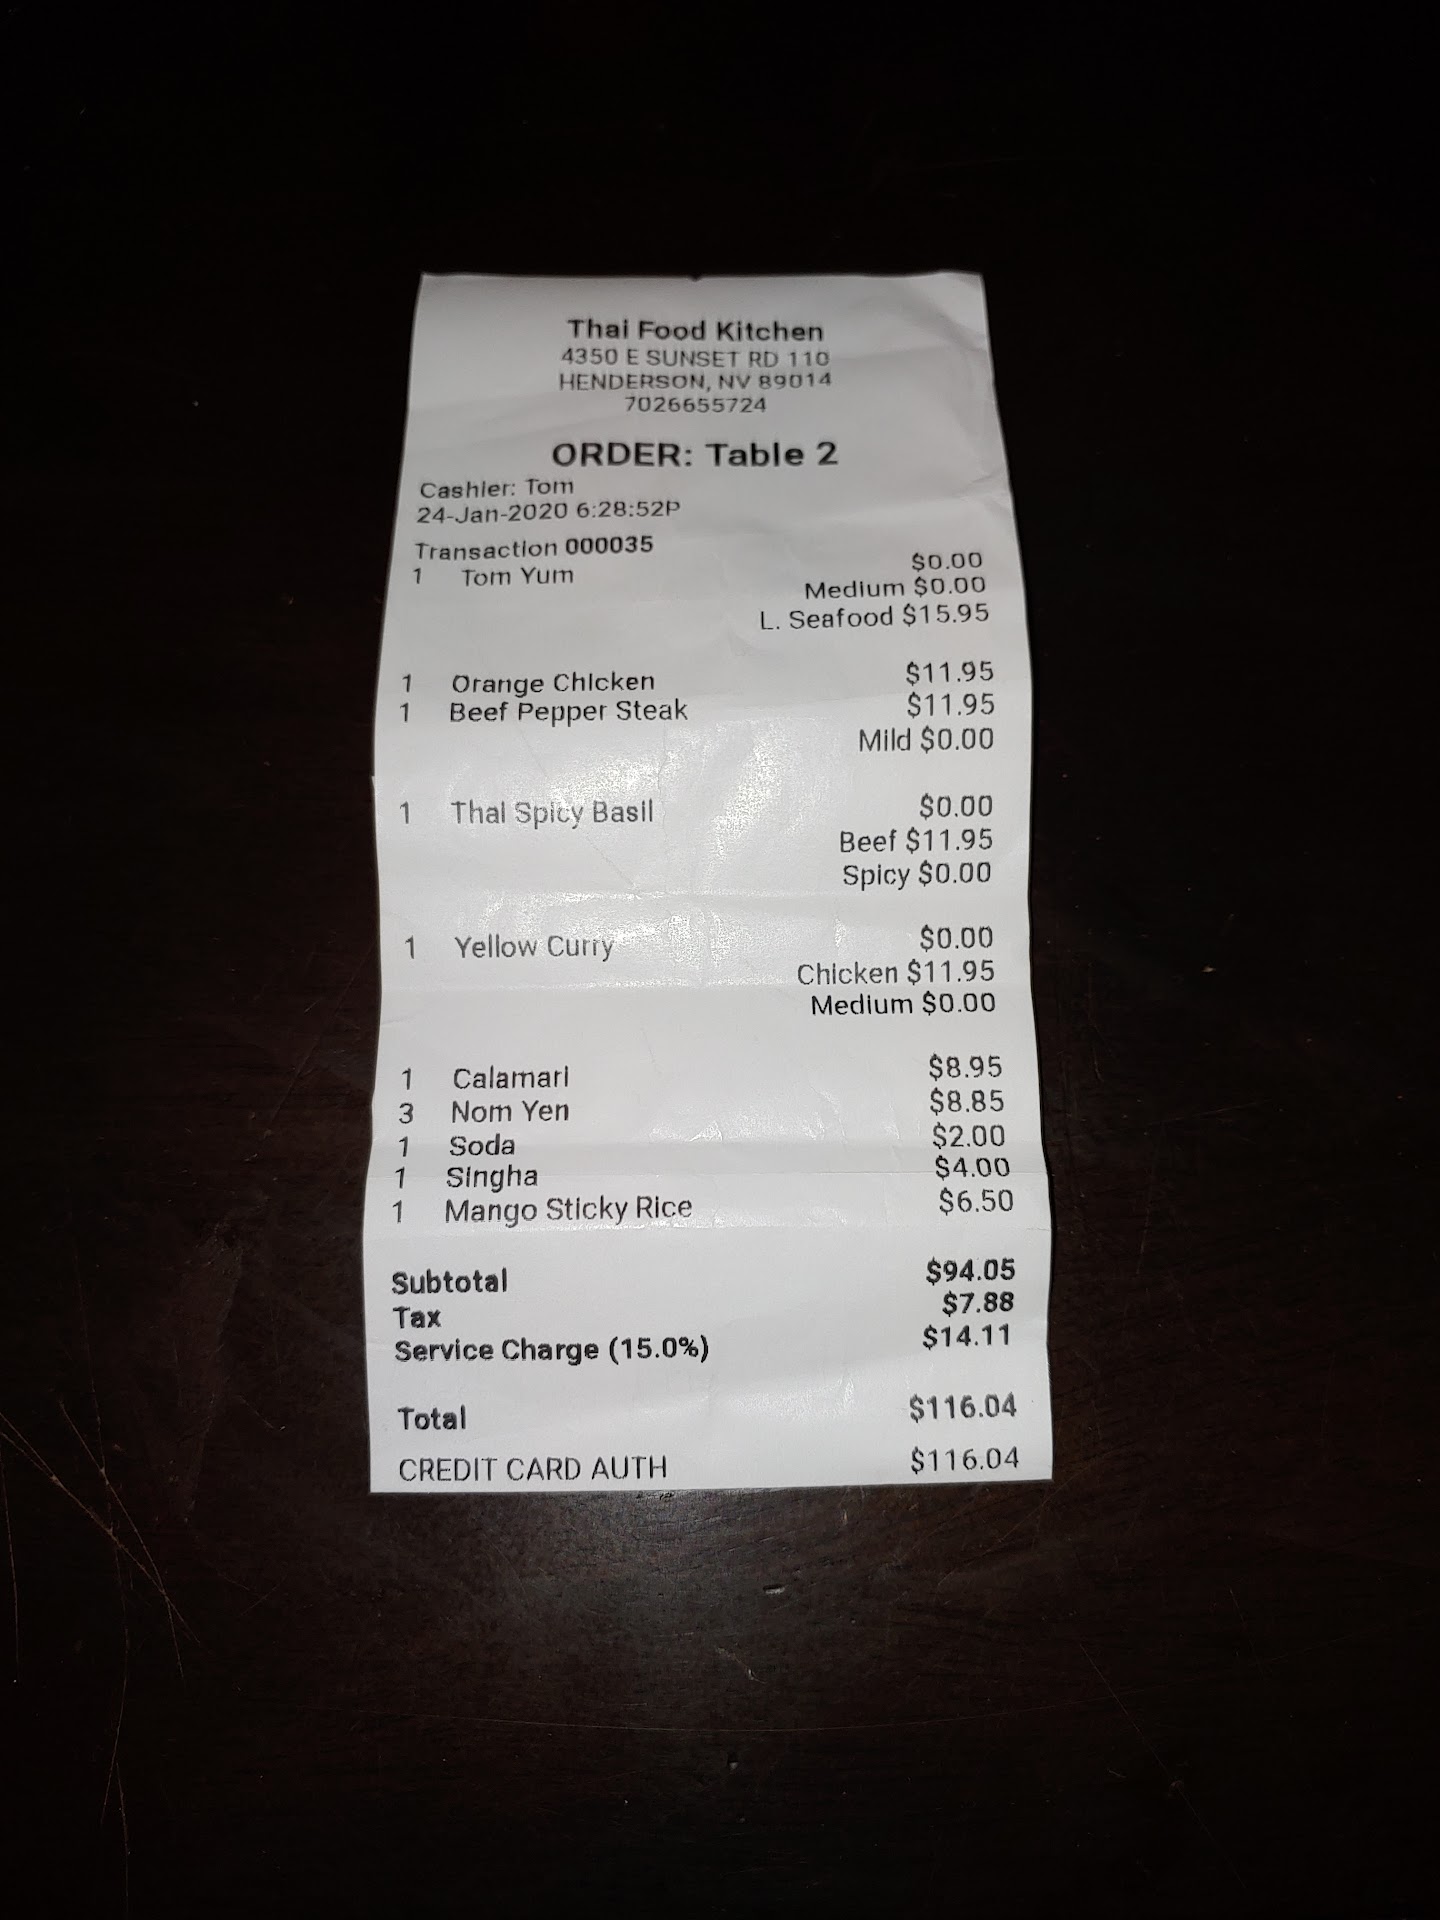 Thai Food Kitchen
4350 E SUNSET RD 110
HENDERSON, NV 89014
7026655724
ORDER: Table 2
Cashier: Tom
24-Jan-2020 6:28:52P
Transaction 000035
1 Tom Yum $0.00
Medium $0.00
L. Seafood $15.95
1 Orange Chicken $11.95
1 Beef Pepper Steak $11.95
Mild $0.00
1 Thai Spicy Basil $0.00
Beef $11.95
Spicy $0.00
1 Yellow Curry $0.00
Chicken $11.95
Medium $0.00
1 Calamari $8.95
3 Nom Yen $8.85
1 Soda $2.00
1 Singha $4.00
1 Mango Sticky Rice $6.50
Subtotal $94.05
Tax $7.88
Service Charge (15.0%) $14.11
Total $116.04
CREDIT CARD AUTH $116.04